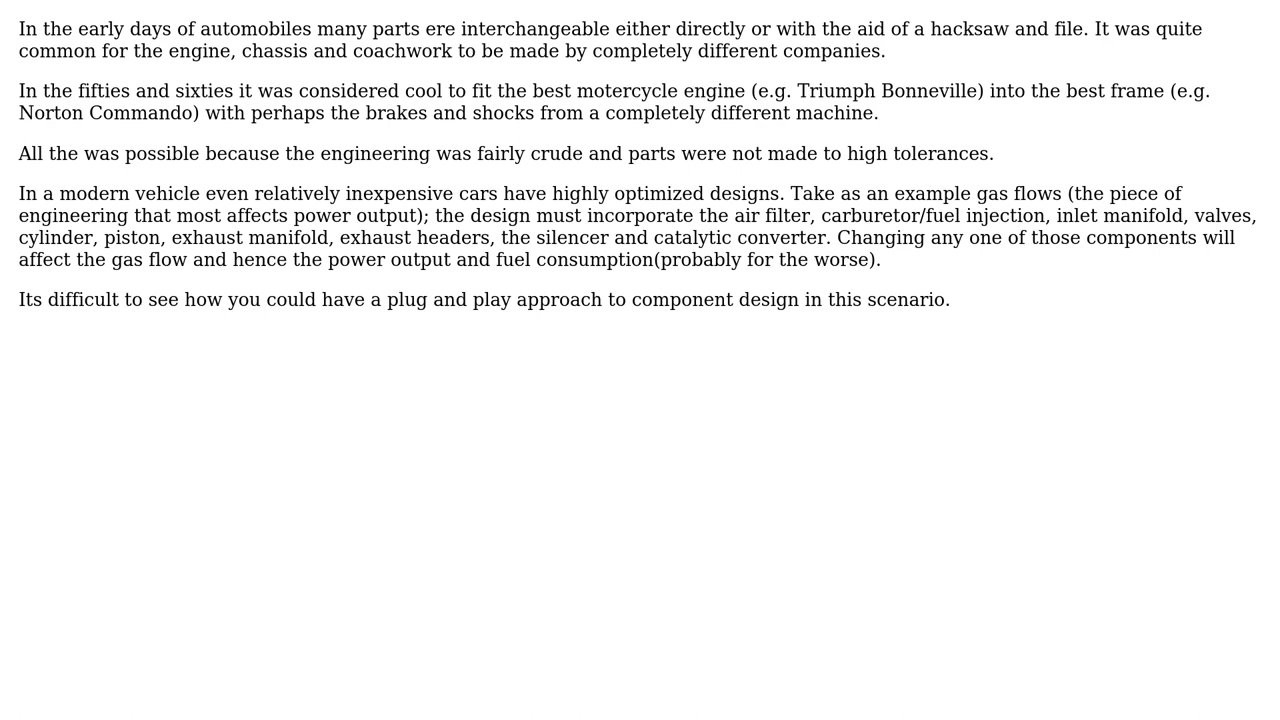 In the early days of automobiles many parts ere interchangeable either directly or with the aid of a hacksaw and file. It was quite
common for the engine, chassis and coachwork to be made by completely different companies.
In the fifties and sixties it was considered cool to fit the best motercycle engine (e.g. Triumph Bonneville) into the best frame (e.g.
Norton Commando) with perhaps the brakes and shocks from a completely different machine.
All the was possible because the engineering was fairly crude and parts were not made to high tolerances.
In a modern vehicle even relatively inexpensive cars have highly optimized designs. Take as an example gas flows (the piece of
engineering that most affects power output); the design must incorporate the air filter, carburetor/fuel injection, inlet manifold, valves,
cylinder, piston, exhaust manifold, exhaust headers, the silencer and catalytic converter. Changing any one of those components will
affect the gas flow and hence the power output and fuel consumption(probably for the worse).
Its difficult to see how you could have a plug and play approach to component design in this scenario.